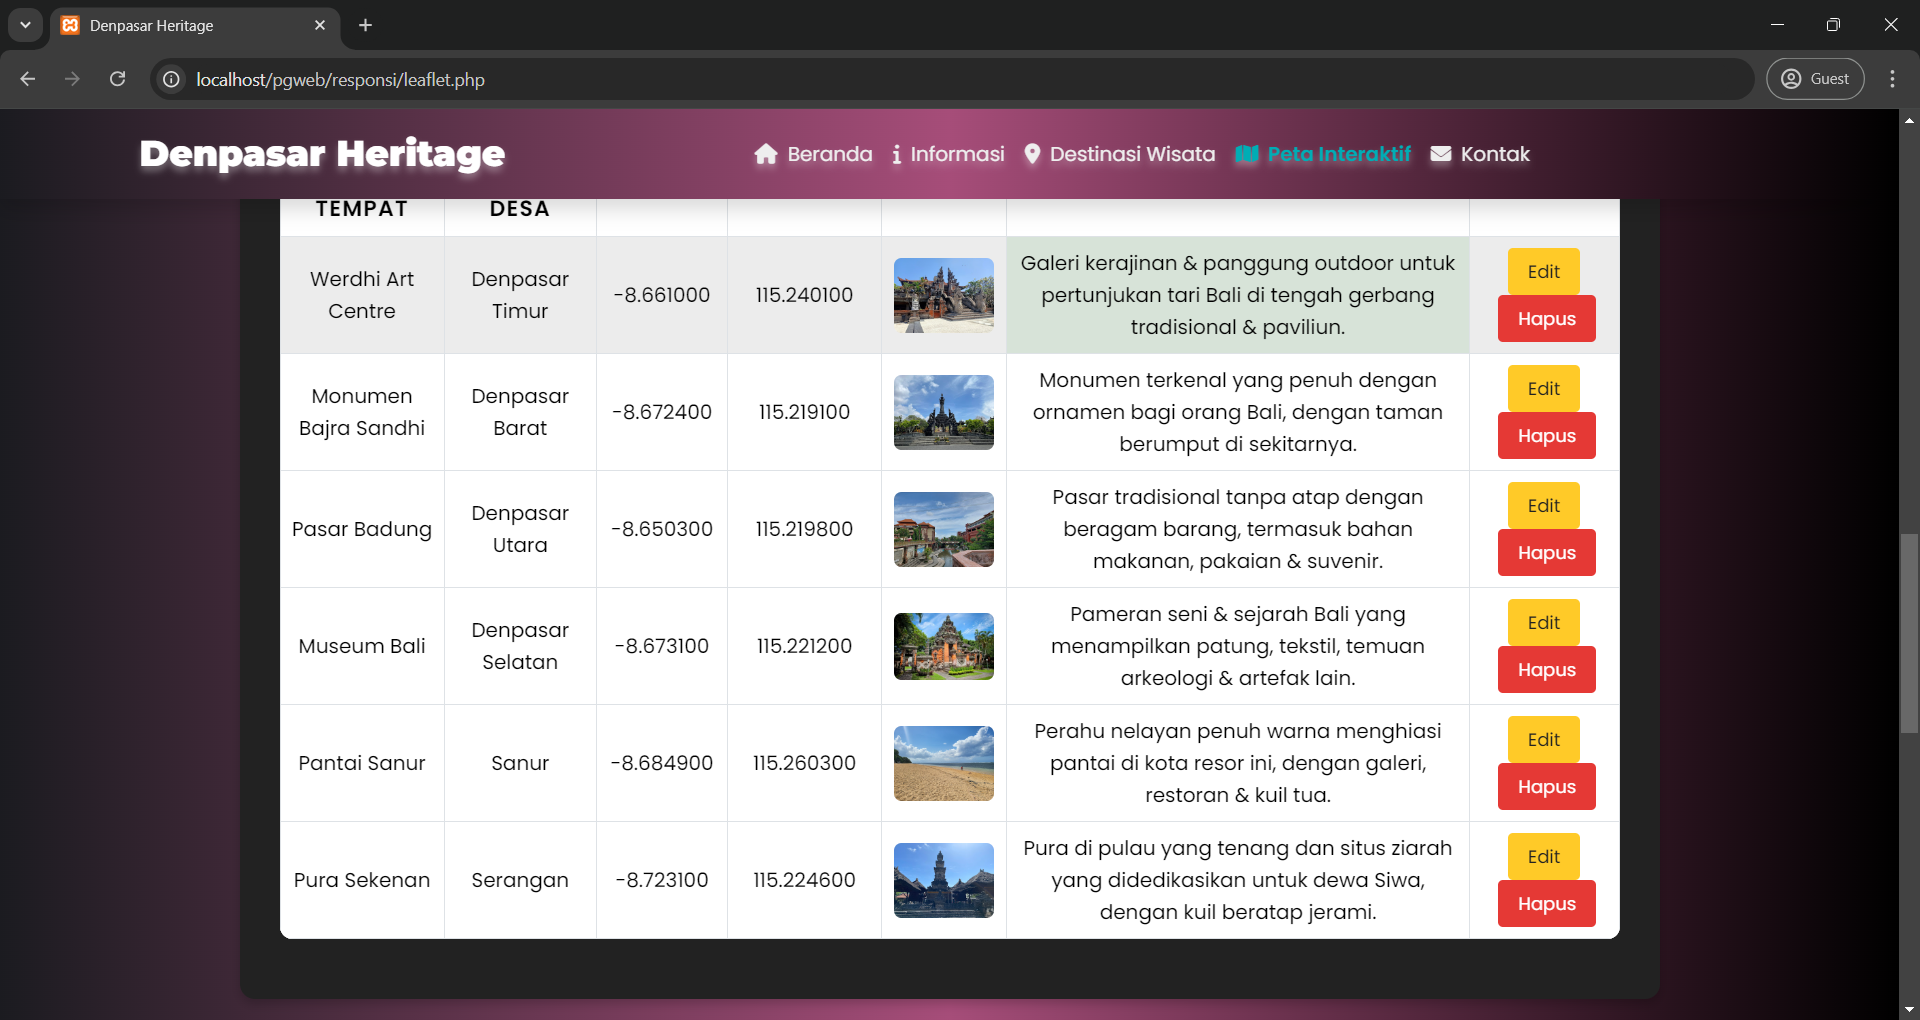 Denpasar Heritage
localhost/pgweb/responsi/leaflet.php
Guest
Denpasar Heritage
Beranda
Informasi
Destinasi Wisata
Peta Interaktif
Kontak
TEMPAT
DESA
Werdhi Art
Centre
Denpasar
Timur
-8.661000
115.240100
Galeri kerajinan & panggung outdoor untuk
pertunjukan tari Bali di tengah gerbang
tradisional & paviliun.
Edit
Hapus
Monumen
Bajra Sandhi
Denpasar
Barat
-8.672400
115.219100
Monumen terkenal yang penuh dengan
ornamen bagi orang Bali, dengan taman
berumput di sekitarnya.
Edit
Hapus
Pasar Badung
Denpasar
Utara
-8.650300
115.219800
Pasar tradisional tanpa atap dengan
beragam barang, termasuk bahan
makanan, pakaian & suvenir.
Edit
Hapus
Museum Bali
Denpasar
Selatan
-8.673100
115.221200
Pameran seni & sejarah Bali yang
menampilkan patung, tekstil, temuan
arkeologi & artefak lain.
Edit
Hapus
Pantai Sanur
Sanur
-8.684900
115.260300
Perahu nelayan penuh warna menghiasi
pantai di kota resor ini, dengan galeri,
restoran & kuil tua.
Edit
Hapus
Pura Sekenan
Serangan
-8.723100
115.224600
Pura di pulau yang tenang dan situs ziarah
yang didedikasikan untuk dewa Siwa,
dengan kuil beratap jerami.
Edit
Hapus